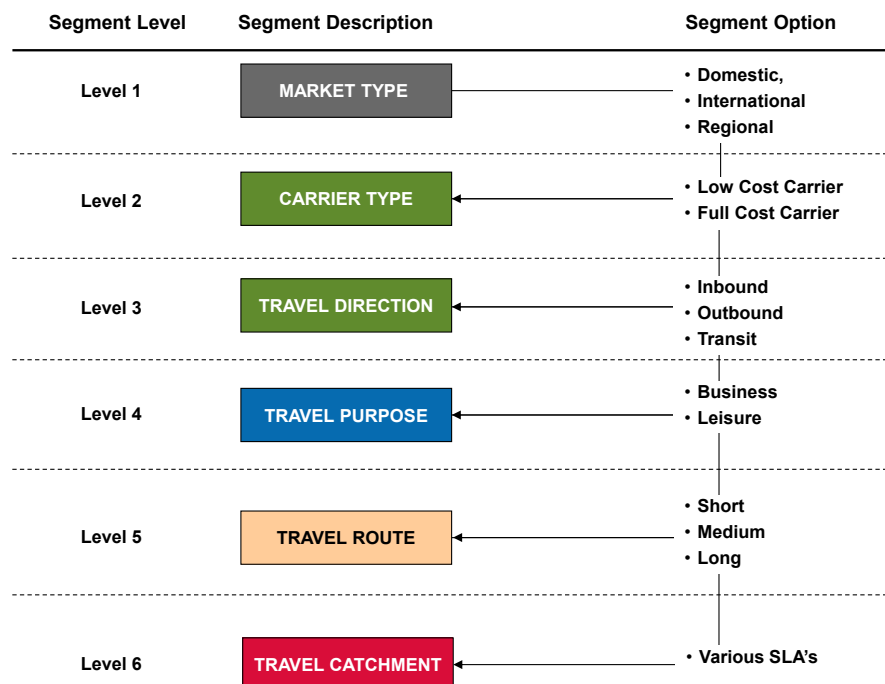 Segment Level Segment Description Segment Option
Level 1 MARKET TYPE
• Domestic,
• International
• Regional
Level 2 CARRIER TYPE
• Low Cost Carrier
• Full Cost Carrier
Level 3 TRAVEL DIRECTION
• Inbound
• Outbound
• Transit
Level 4 TRAVEL PURPOSE
• Business
• Leisure
Level 5 TRAVEL ROUTE
• Short
• Medium
• Long
Level 6 TRAVEL CATCHMENT
• Various SLA's